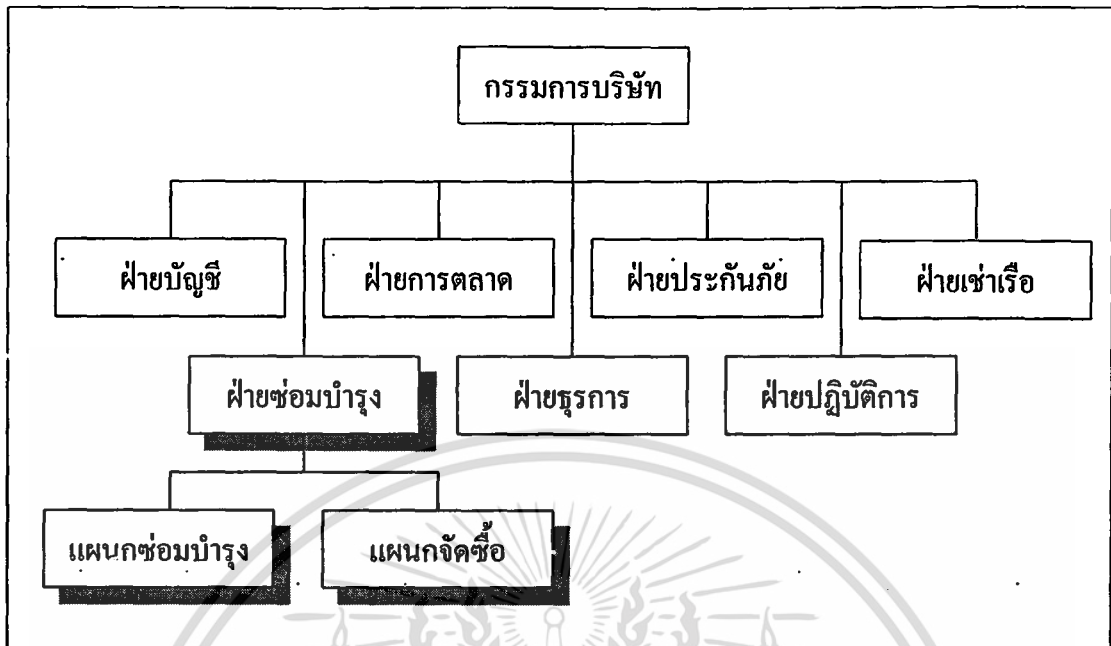 กรรมการบริษัท
ฝ่ายบัญชี
ฝ่ายการตลาด
ฝ่ายประกันภัย
ฝ่ายเช่าเรือ
ฝ่ายซ่อมบำรุง
ฝ่ายธุรการ
ฝ่ายปฏิบัติการ
แผนกซ่อมบำรุง
แผนกจัดซื้อ